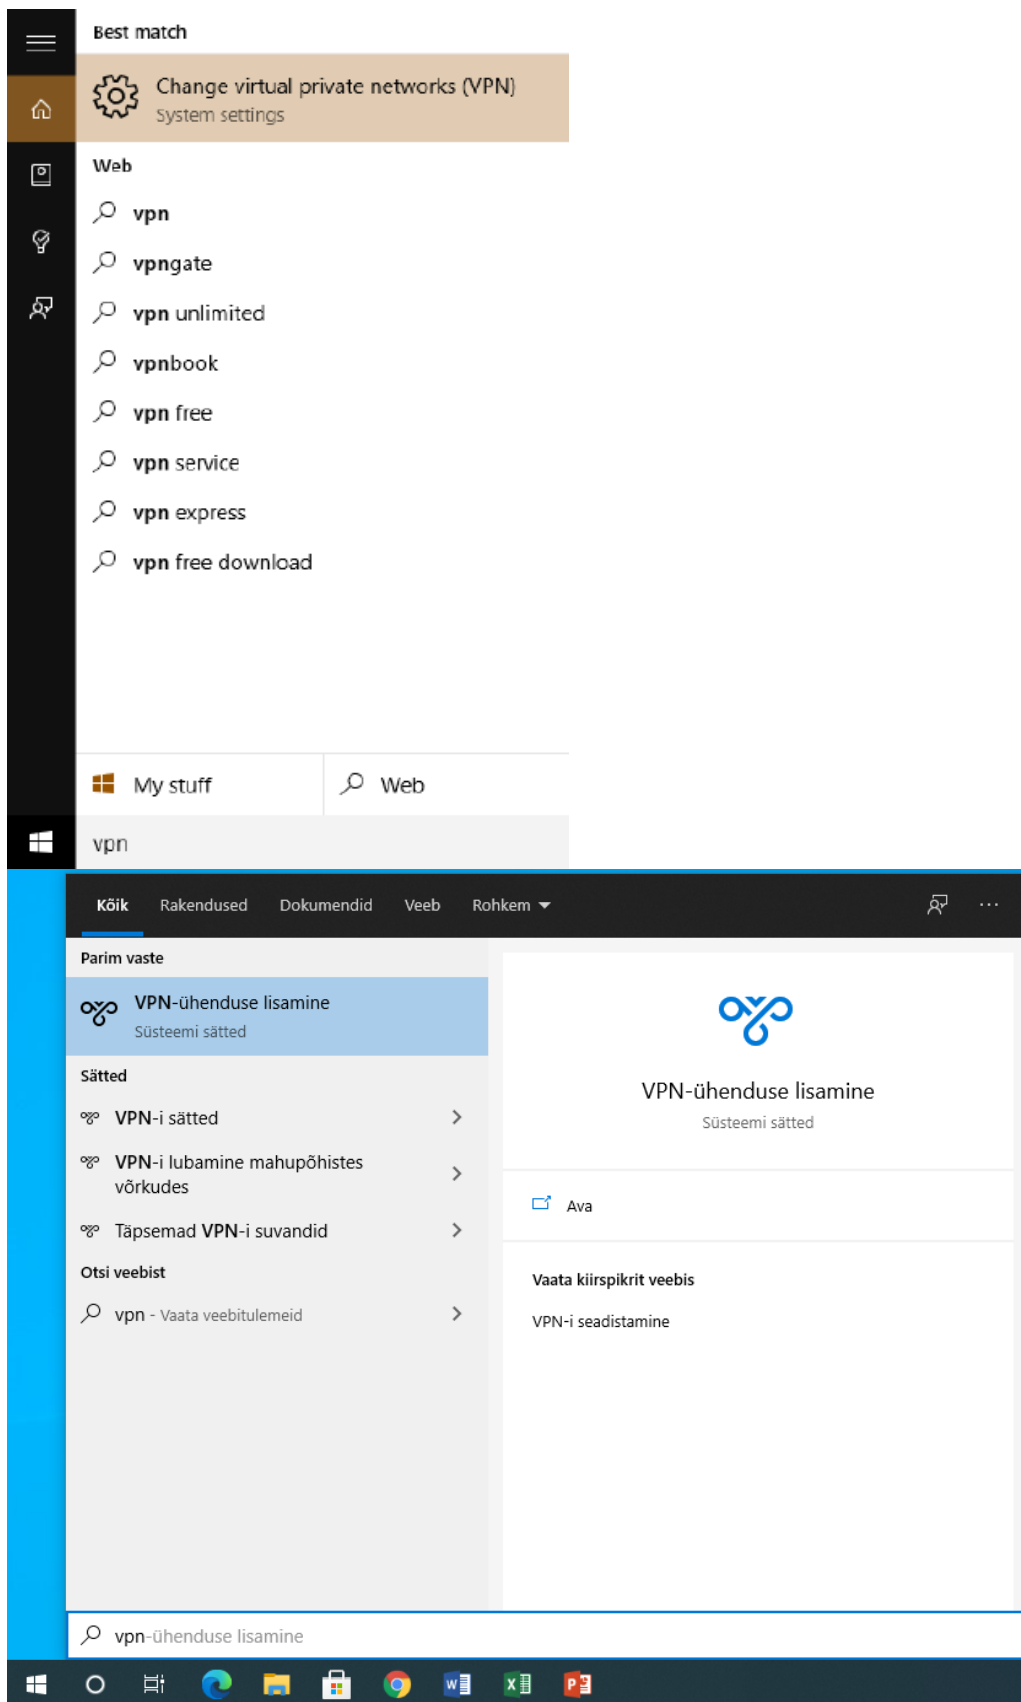 Best match
Change virtual private networks (VPN)
System settings
Web
vpn
vpngate
vpn unlimited
vpnbook
vpn free
vpn service
vpn express
vpn free download
My stuff
Web
vpn
Kõik Rakendused Dokumendid Veeb Rohkem
Parim vaste
VPN-ühenduse lisamine
Süsteemi sätted
Sätted
VPN-i sätted
VPN-i lubamine mahupõhistes
võrkudes
Täpsemad VPN-i suvandid
Otsi veebist
vpn - Vaata veebitulemeid
VPN-ühenduse lisamine
Süsteemi sätted
Ava
Vaata kiirspikrit veebis
VPN-i seadistamine
vpn-ühenduse lisamine